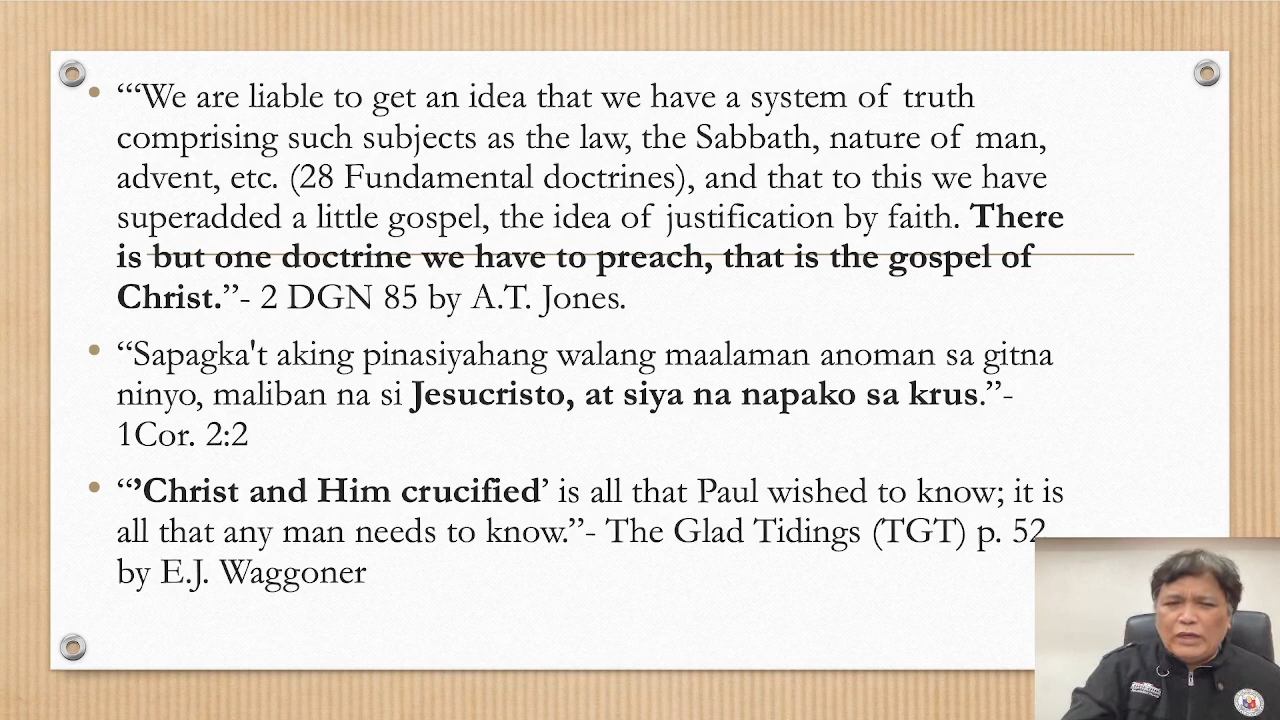 “‘We are liable to get an idea that we have a system of truth
comprising such subjects as the law, the Sabbath, nature of man,
advent, etc. (28 Fundamental doctrines), and that to this we have
superadded a little gospel, the idea of justification by faith. There
is but one doctrine we have to preach, that is the gospel of
Christ.”- 2 DGN 85 by A.T. Jones.
“Sapagka't aking pinasiyahang walang maalaman anoman sa gitna
ninyo, maliban na si Jesucristo, at siya na napako sa krus.”-
1Cor. 2:2
“’Christ and Him crucified’ is all that Paul wished to know; it is
all that any man needs to know.”- The Glad Tidings (TGT) p. 52
by E.J. Waggoner